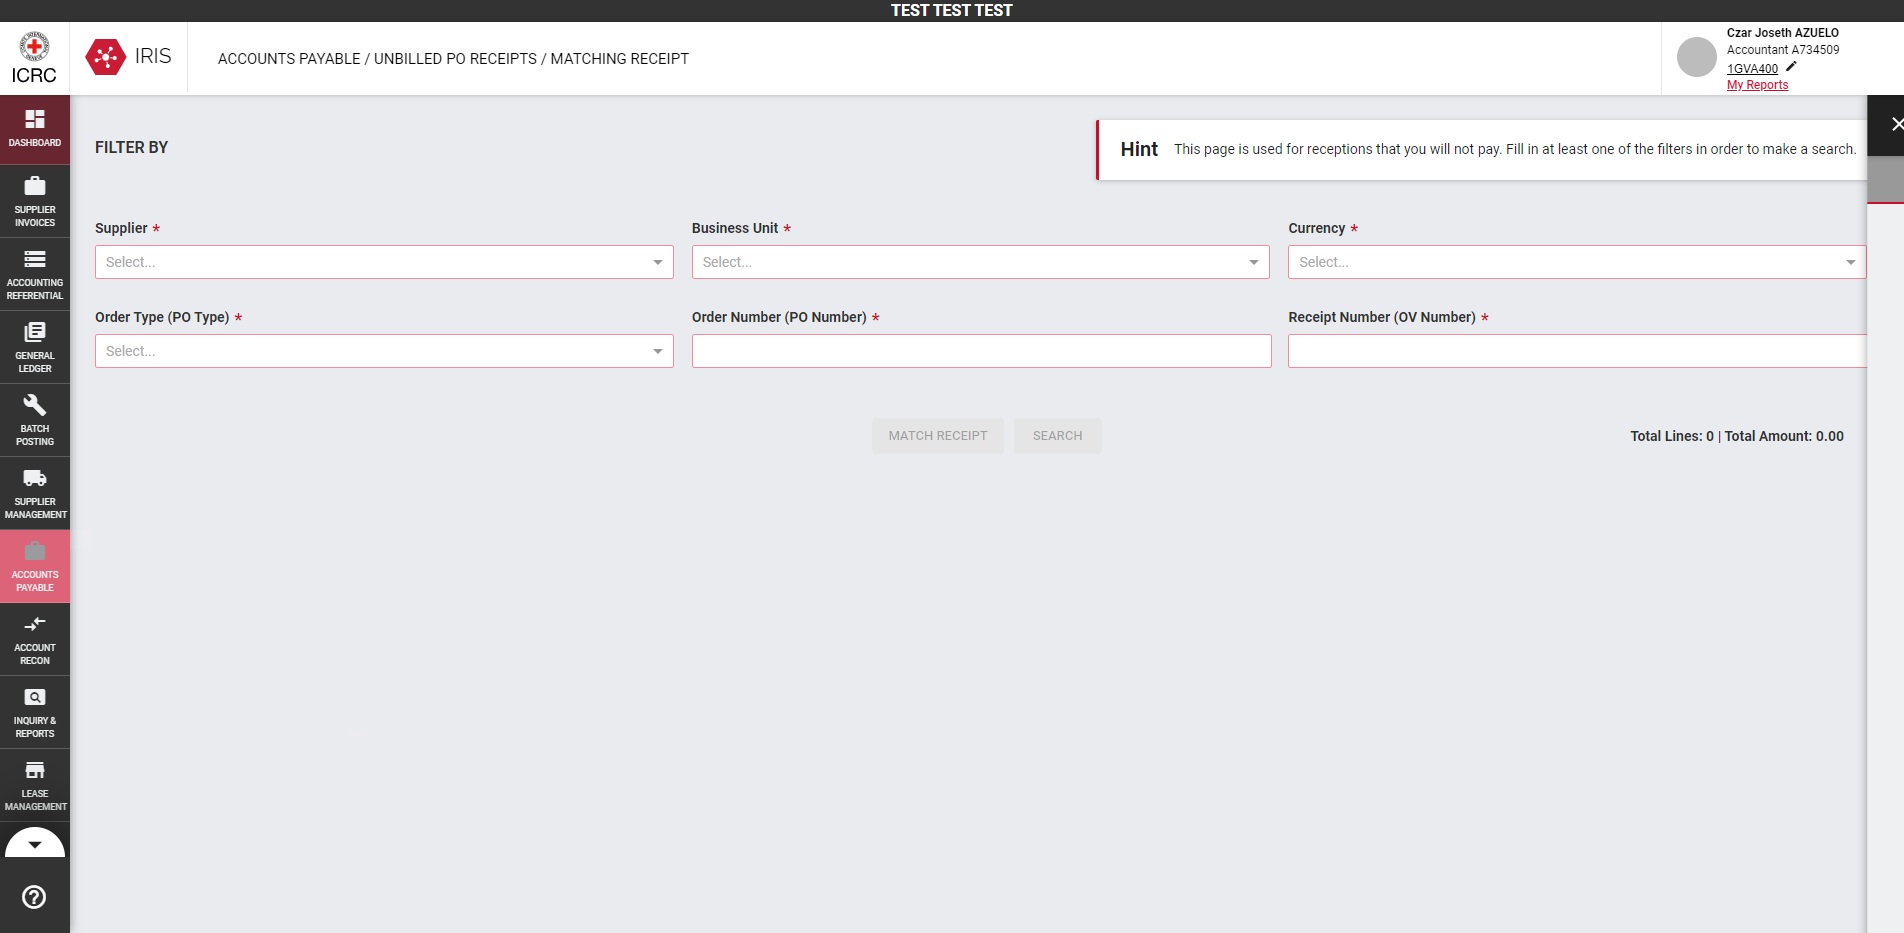 TEST TEST TEST
ICRC
IRIS
ACCOUNTS PAYABLE / UNBILLED PO RECEIPTS / MATCHING RECEIPT
Czar Joseth AZUELO
Accountant A734509
1GVA400
My Reports
DASHBOARD
SUPPLIER
INVOICES
ACCOUNTING
REFERENTIAL
GENERAL
LEDGER
BATCH
POSTING
SUPPLIER
MANAGEMENT
ACCOUNTS
PAYABLE
ACCOUNT
RECON
INQUIRY &
REPORTS
LEASE
MANAGEMENT
FILTER BY
Hint This page is used for receptions that you will not pay. Fill in at least one of the filters in order to make a search.
Supplier * Business Unit * Currency *
Select... Select... Select...
Order Type (PO Type) * Order Number (PO Number) * Receipt Number (OV Number) *
Select...
MATCH RECEIPT SEARCH Total Lines: 0 | Total Amount: 0.00